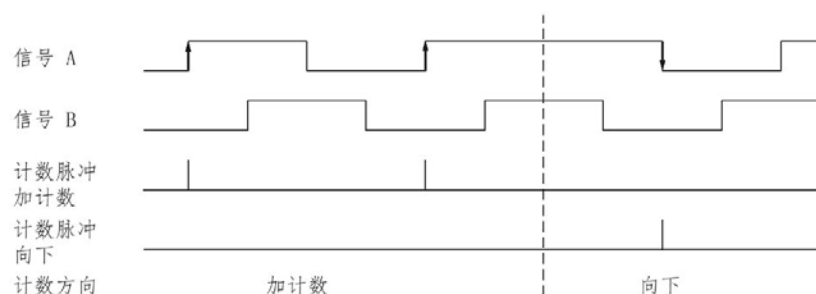 信号 A
信号 B
计数脉冲
加计数
计数脉冲
向下
计数方向 加计数 向下